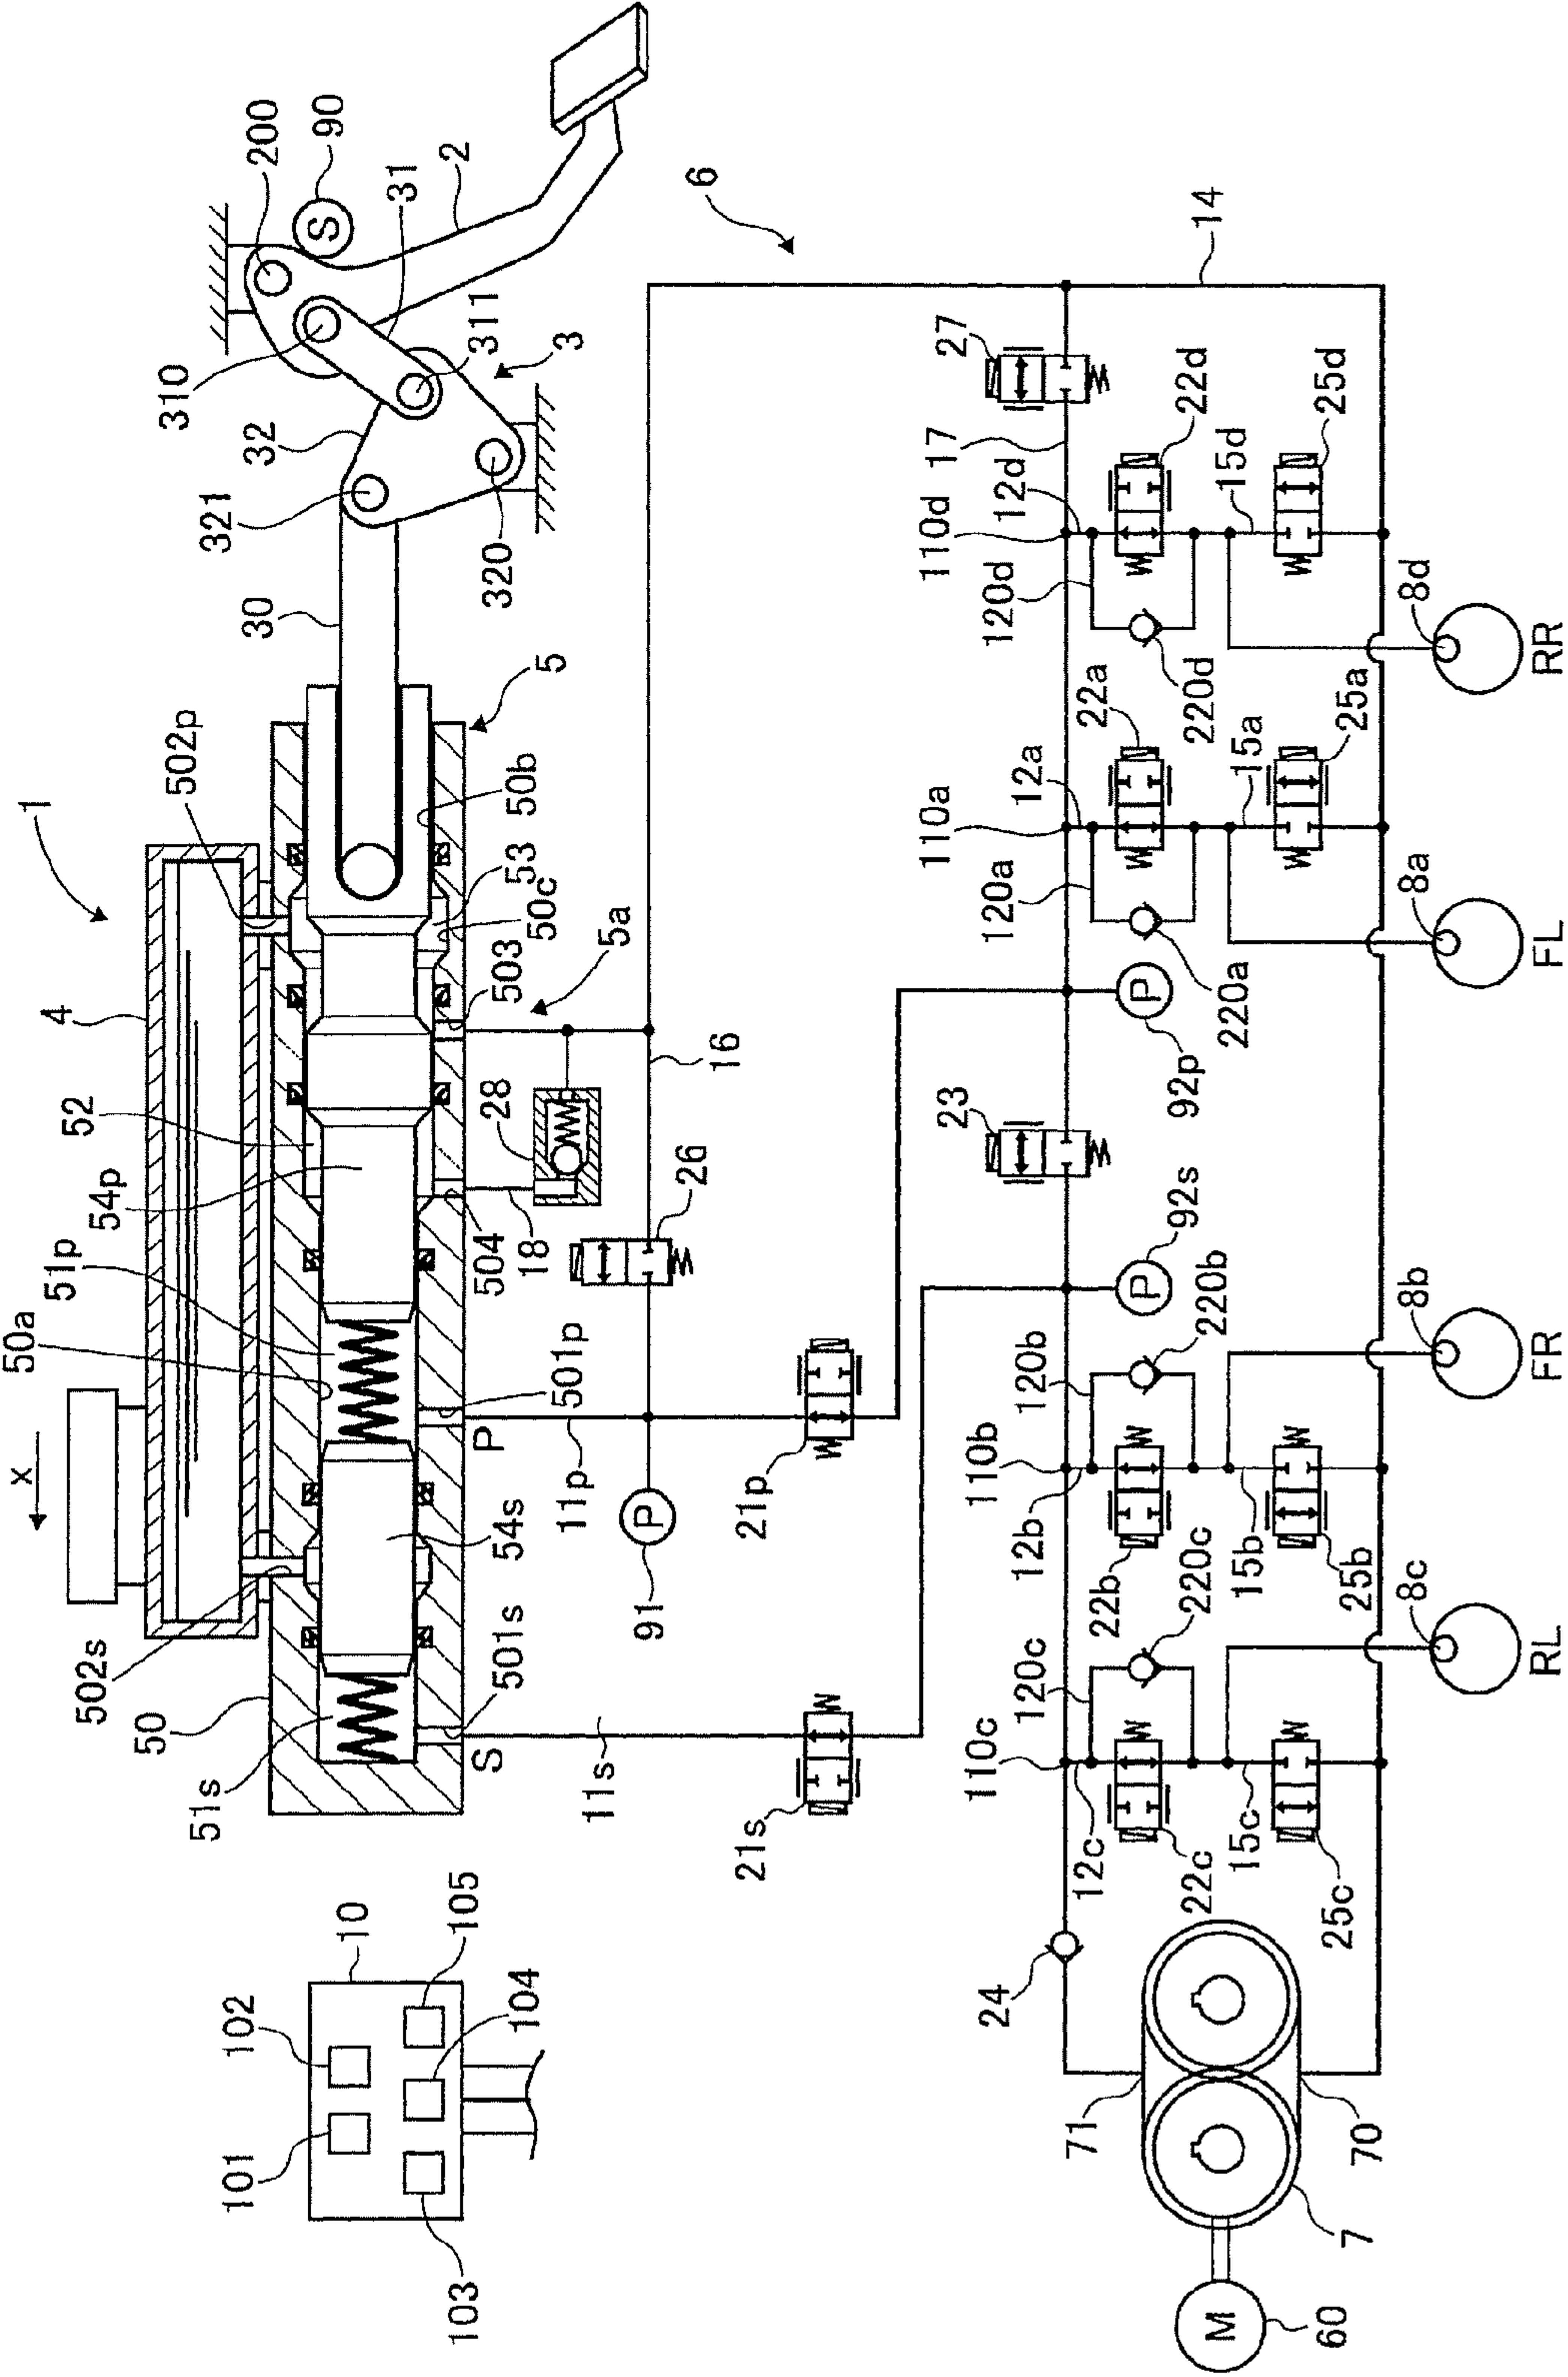 1
4
x
50a
51p
54p
52
502p
502s
50
51s
S
501s
54s
P
501p
11p
11s
91
P
504
18
28
26
16
503
5a
50c
53
50b
5
30
321
320
32
310
311
3
31
2
200
90
S
6
10
101
102
103
104
105
21p
21s
14
27
17
110d
12d
22d
120d
220d
15d
25d
8d
RR
110a
12a
22a
120a
220a
15a
25a
8a
FL
P
92p
23
92s
P
110b
12b
120b
220b
22b
15b
25b
8b
FR
110c
12c
120c
220c
22c
15c
25c
8c
RL
24
71
70
7
M
60